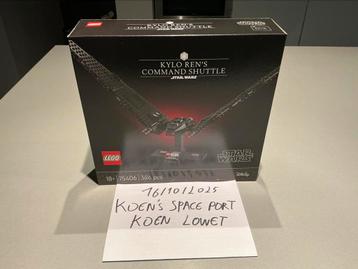 KYLO REN'S
COMMAND SHUTTLE
STAR WARS
LEGO
STAR WARS
18+
75406
386 pcs
Disney
16/10/2025
KOEN'S SPACE PORT
KOEN LOWET